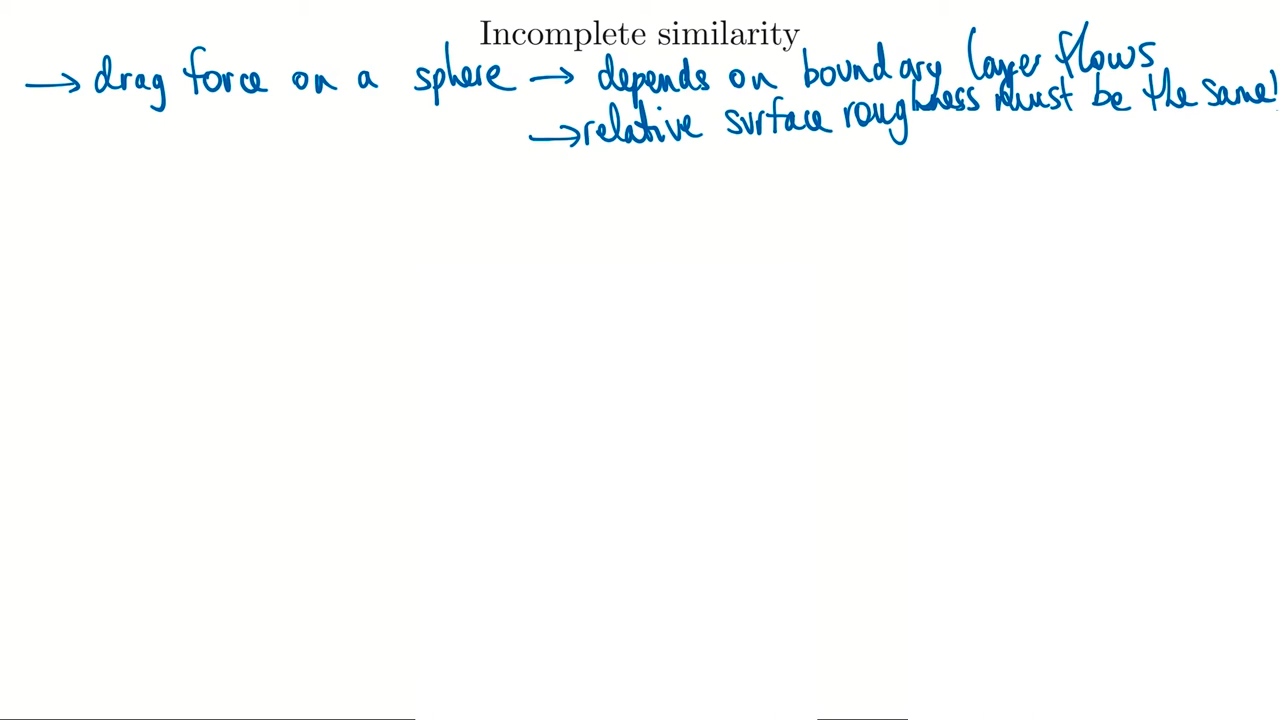 Incomplete similarity
→ drag force on a sphere → depends on boundary layer flows
→ relative surface roughness must be the same!